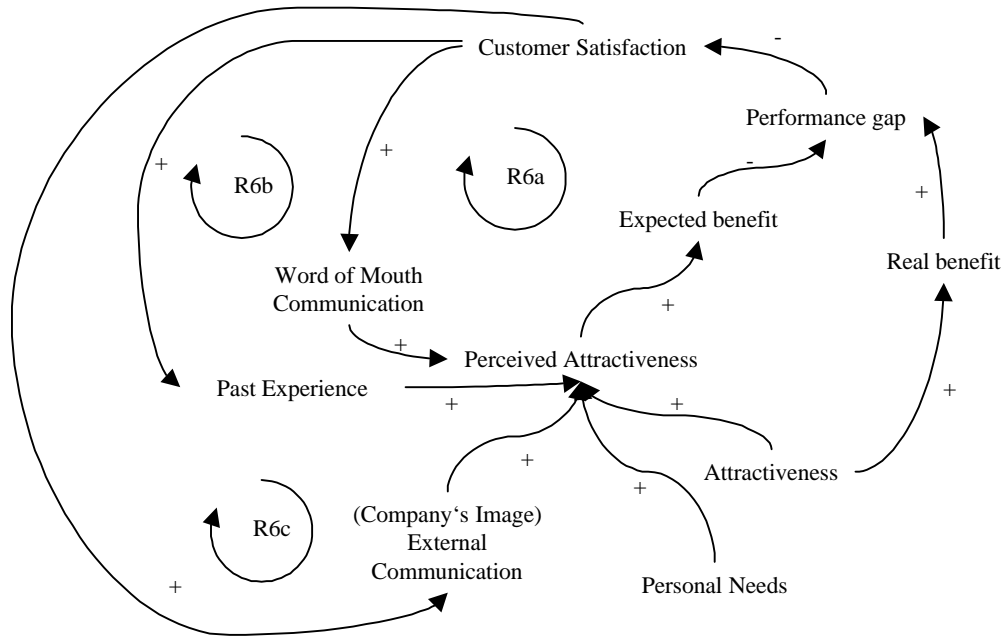 Customer Satisfaction
-
Performance gap
+
+
R6b
R6a
-
Expected benefit
+
Real benefit
Word of Mouth
Communication
+
+
Perceived Attractiveness
Past Experience
+
+
+
+
Attractiveness
+
(Company‘s Image)
External
Communication
R6c
+
Personal Needs
+